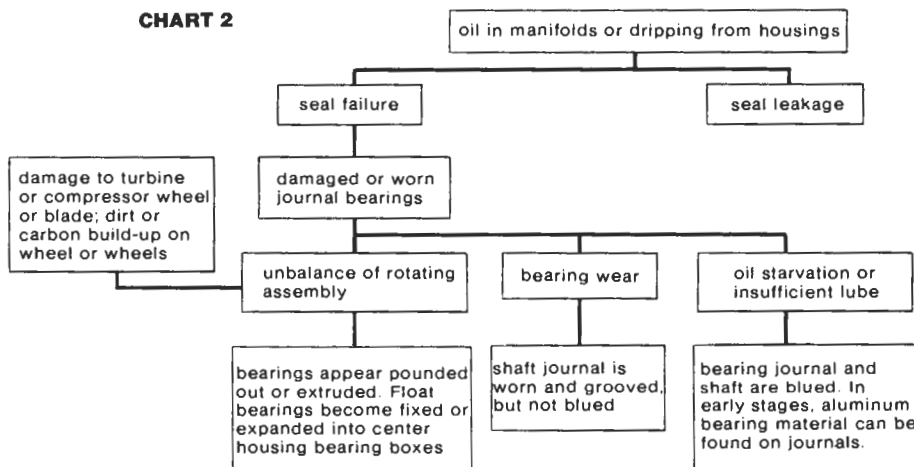 CHART 2
oil in manifolds or dripping from housings
seal failure
seal leakage
damage to turbine
or compressor wheel
or blade; dirt or
carbon build-up on
wheel or wheels
damaged or worn
journal bearings
unbalance of rotating
assembly
bearing wear
oil starvation or
insufficient lube
bearings appear pounded
out or extruded. Float
bearings become fixed or
expanded into center
housing bearing boxes
shaft journal is
worn and grooved,
but not blued
bearing journal and
shaft are blued. In
early stages, aluminum
bearing material can be
found on journals.